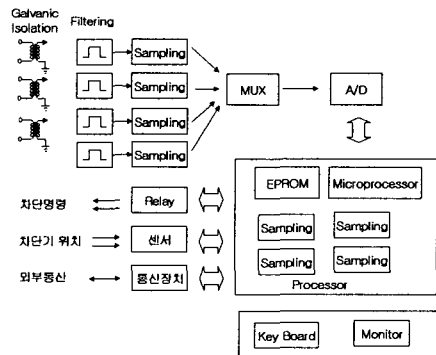 Galvanic Isolation Filtering
Sampling
Sampling
Sampling
Sampling
MUX
A/D
EPROM Microprocessor
Sampling Sampling
Sampling Sampling
Processor
차단명령 Relay
차단기 위치 센서
외부통산 통신장치
Key Board Monitor